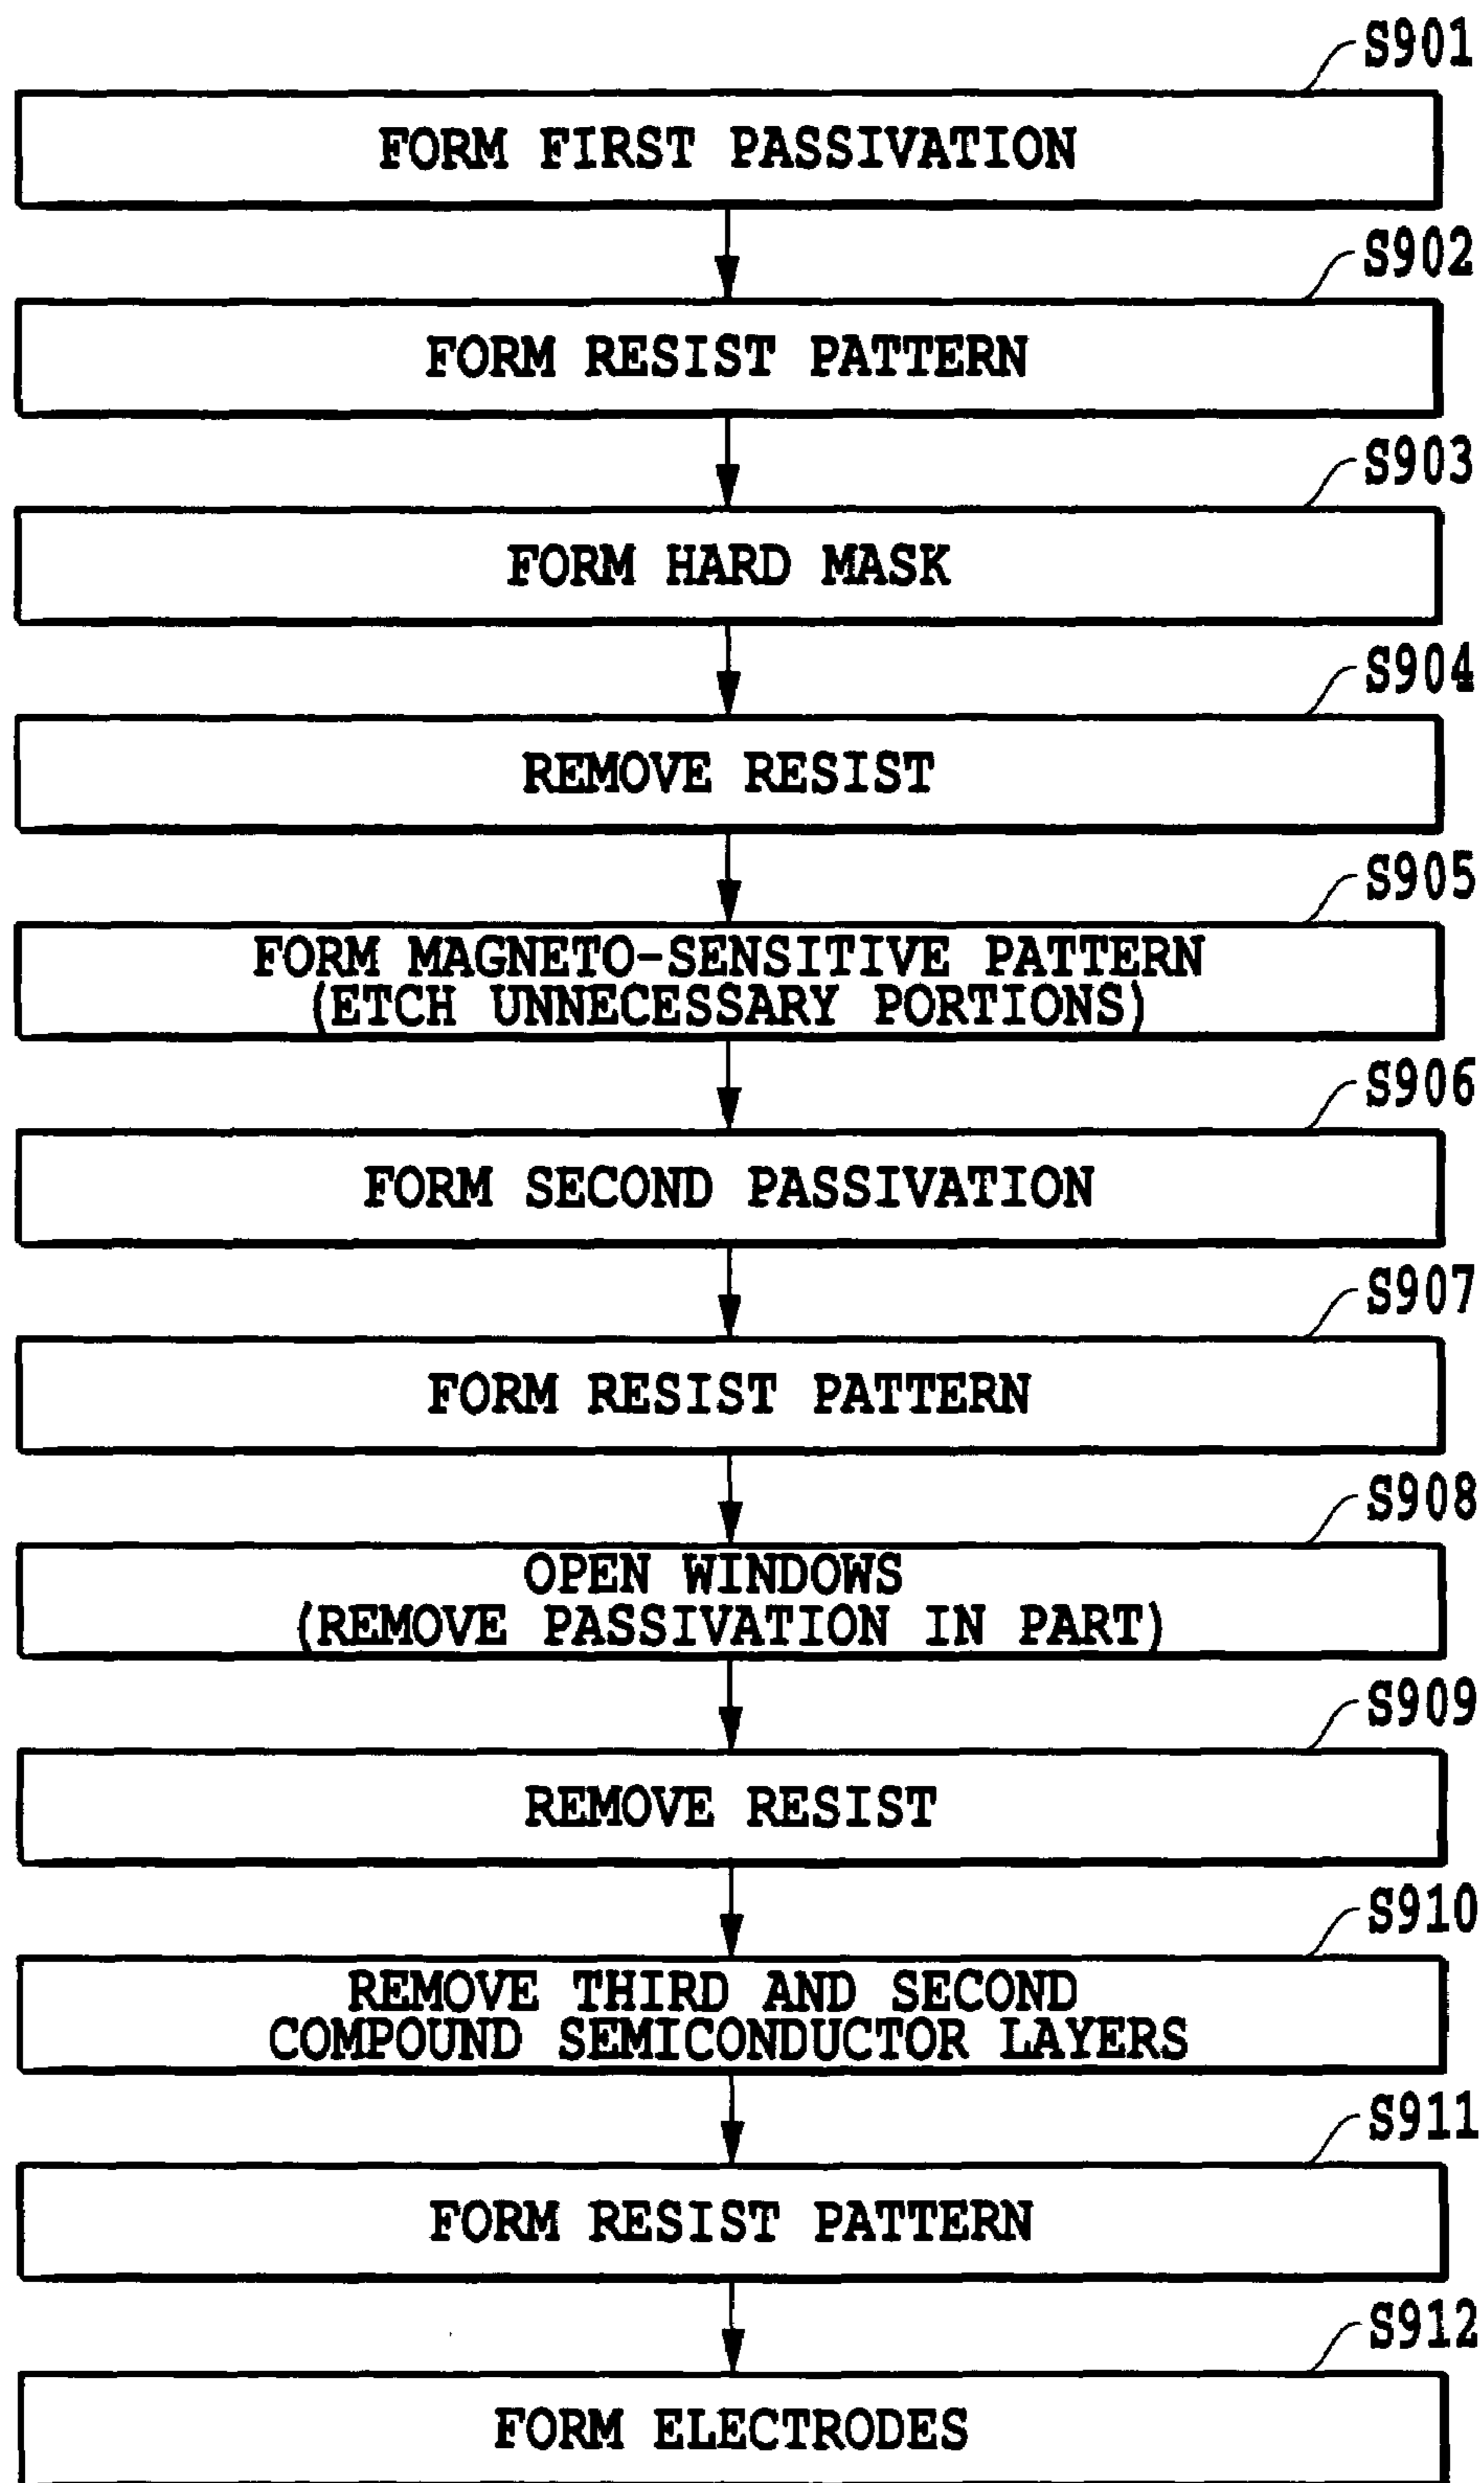 S901
FORM FIRST PASSIVATION
S902
FORM RESIST PATTERN
S903
FORM HARD MASK
S904
REMOVE RESIST
S905
FORM MAGNETO-SENSITIVE PATTERN
(ETCH UNNECESSARY PORTIONS)
S906
FORM SECOND PASSIVATION
S907
FORM RESIST PATTERN
S908
OPEN WINDOWS
(REMOVE PASSIVATION IN PART)
S909
REMOVE RESIST
S910
REMOVE THIRD AND SECOND
COMPOUND SEMICONDUCTOR LAYERS
S911
FORM RESIST PATTERN
S912
FORM ELECTRODES